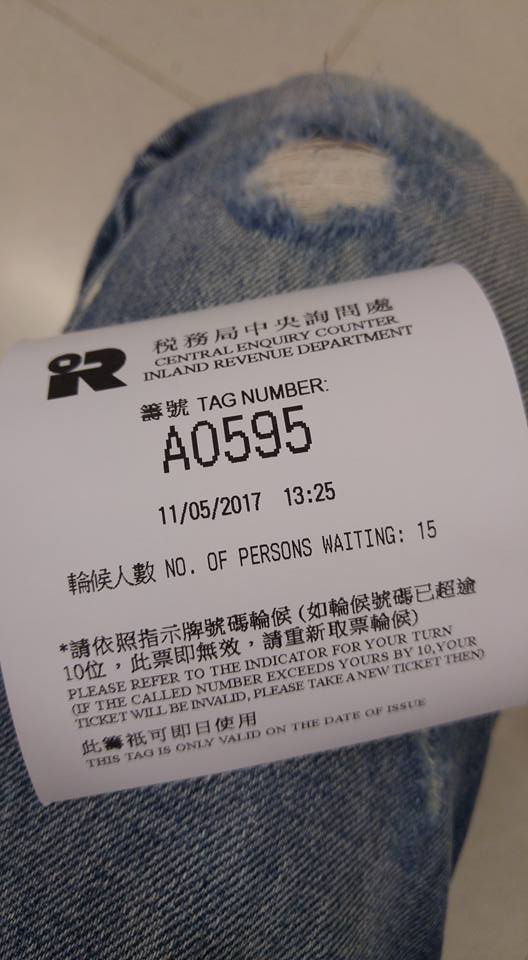 IR
稅務局中央詢問處
CENTRAL ENQUIRY COUNTER
INLAND REVENUE DEPARTMENT
籌號 TAG NUMBER:
A0595
11/05/2017 13:25
輪候人數 NO. OF PERSONS WAITING: 15
*請依照指示牌號碼輪候 (如輪候號碼已超逾
10位，此票即無效，請重新取票輪候)
PLEASE REFER TO THE INDICATOR FOR YOUR TURN
(IF THE CALLED NUMBER EXCEEDS YOURS BY 10,YOUR
TICKET WILL BE INVALID, PLEASE TAKE A NEW TICKET THEN)
此籌祗可即日使用
THIS TAG IS ONLY VALID ON THE DATE OF ISSUE